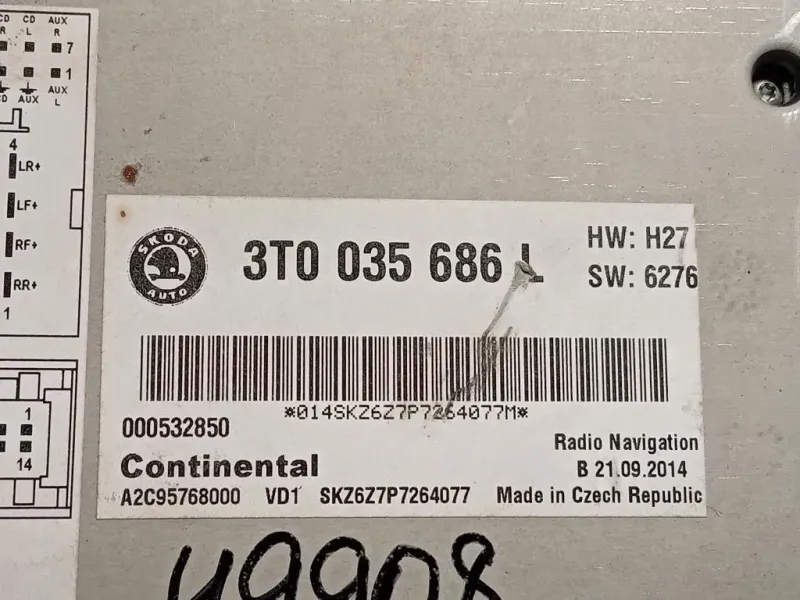 CD CD AUX
R L R
7
1
CD AUX AUX
L
4
LR+
LF+
RF+
RR+
1
1
14
SKODA
AUTO
3T0 035 686 L
HW: H27
SW: 6276
*014SKZ6Z7P7264077M*
000532850
Radio Navigation
Continental
B 21.09.2014
A2C95768000 VD1 SKZ6Z7P7264077 Made in Czech Republic
49908